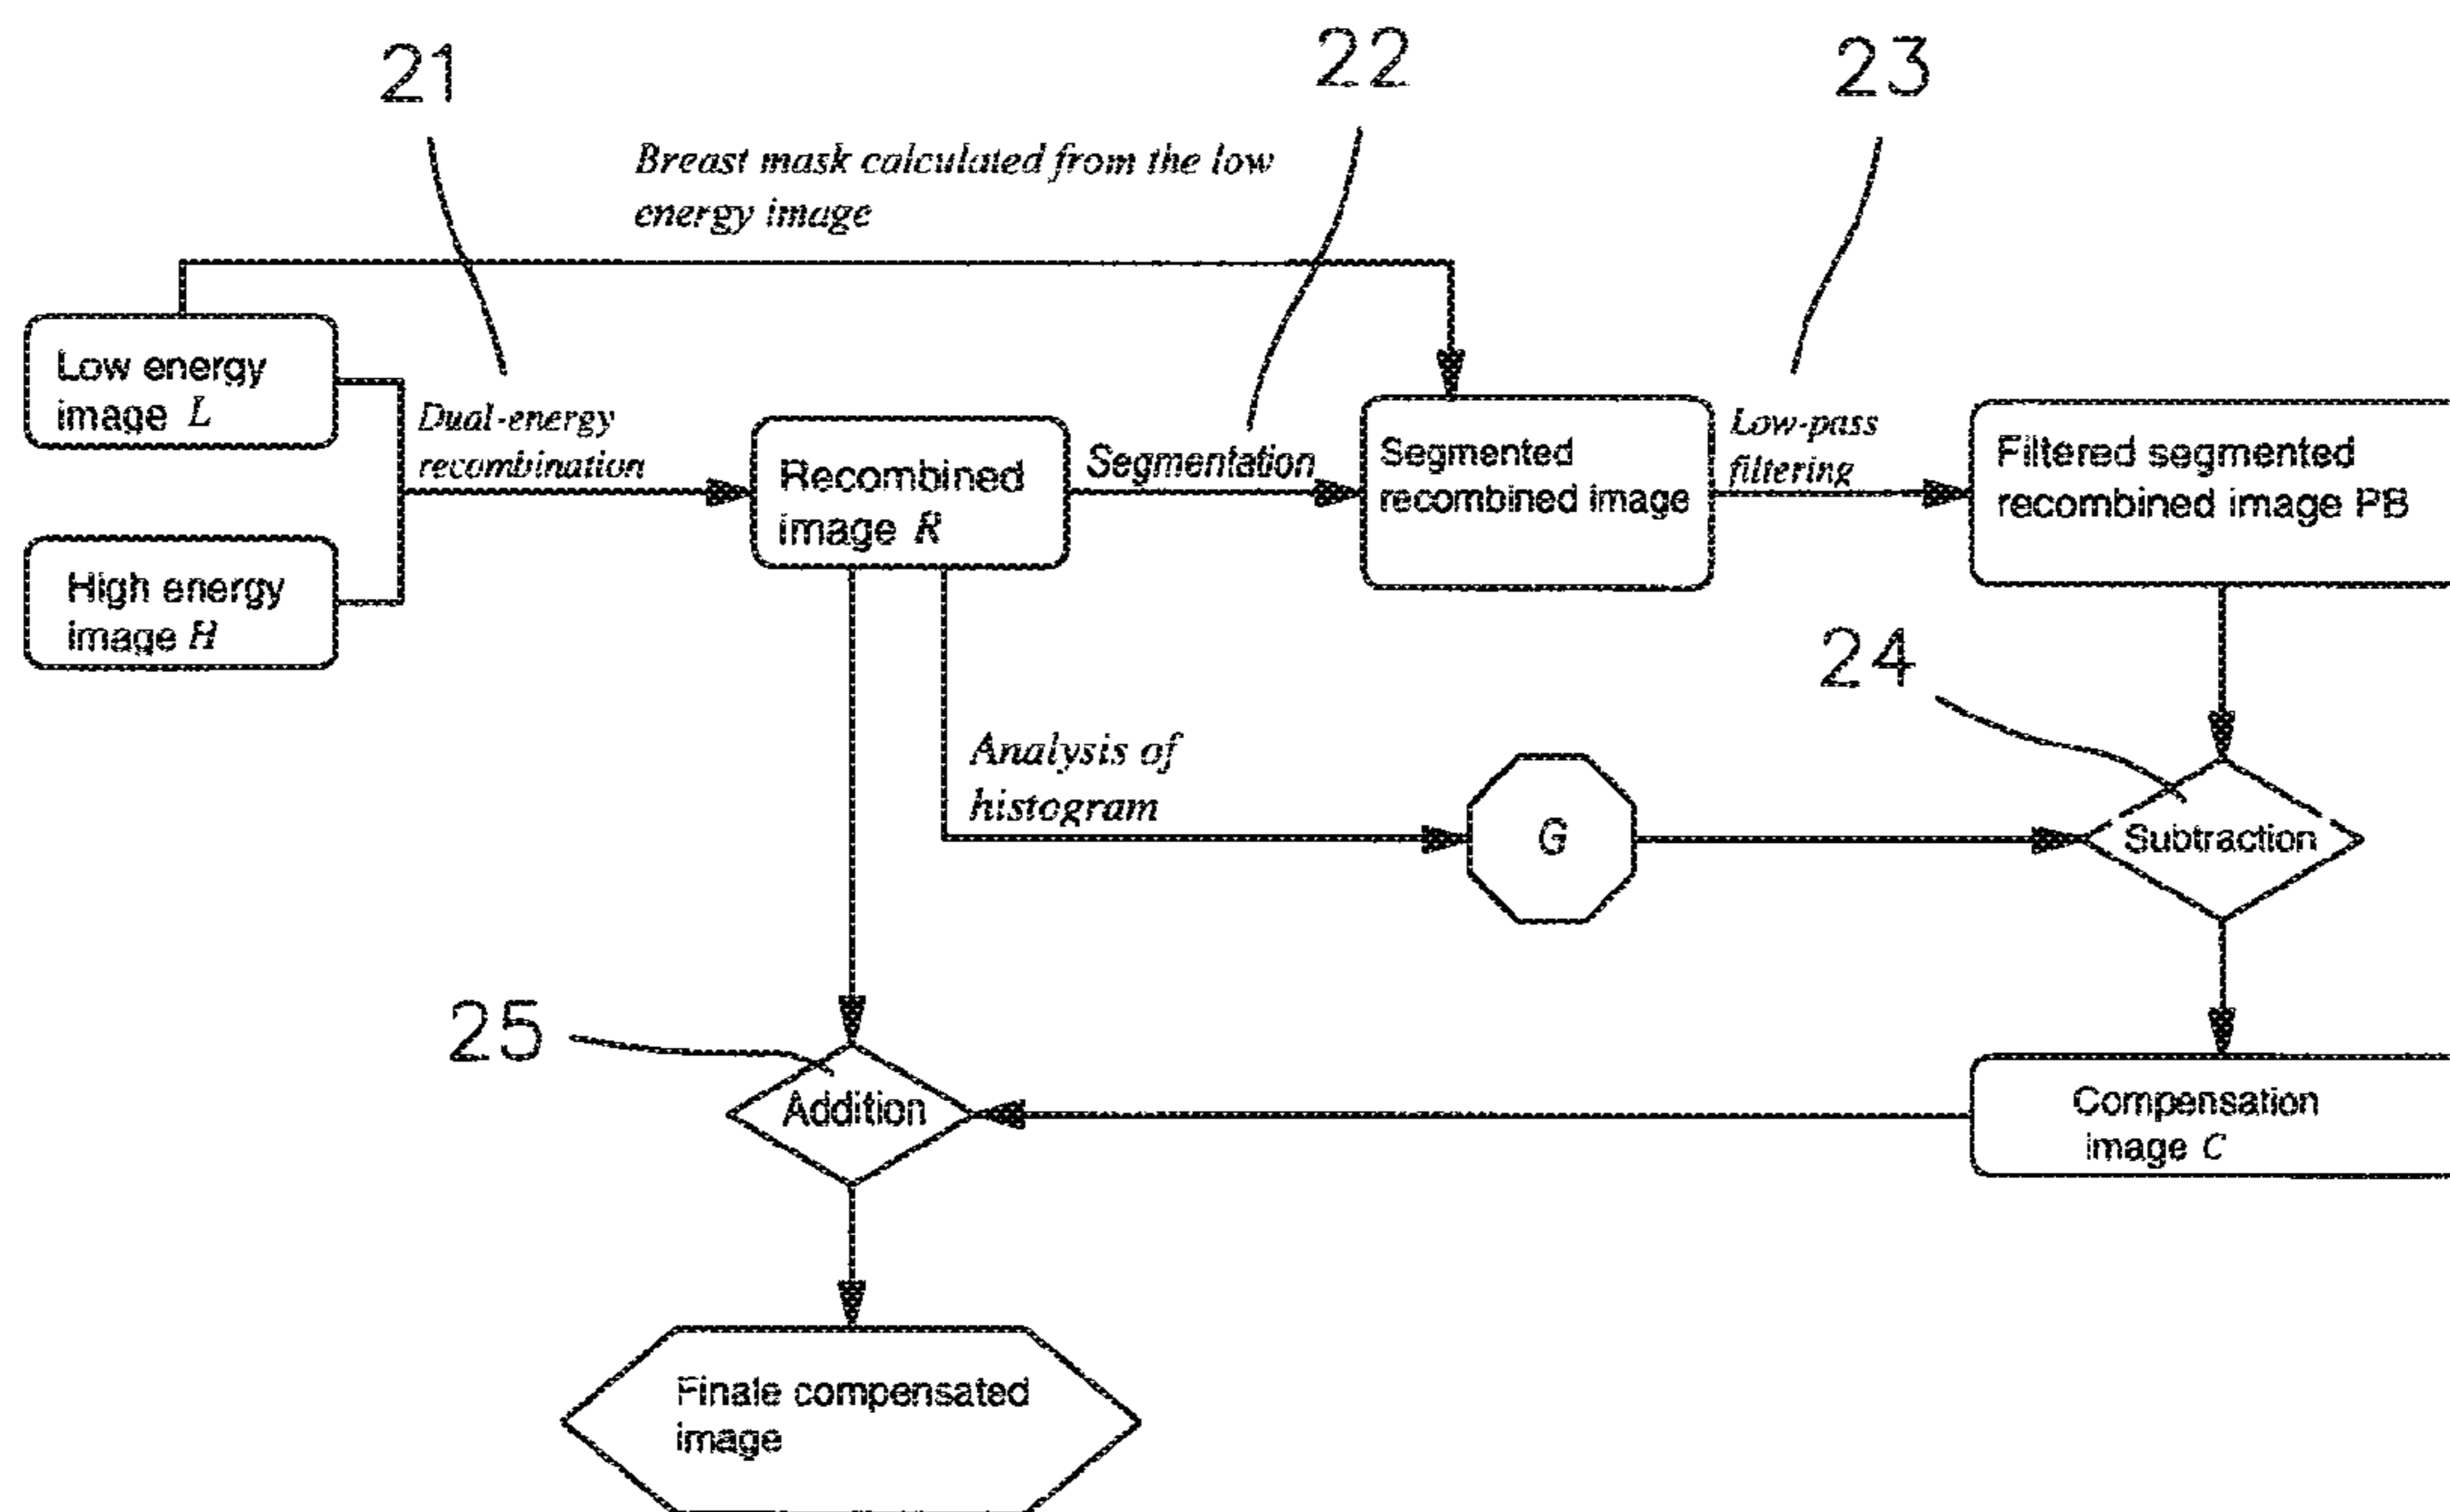 21
22
23
Breast mask calculated from the low
energy image
Low energy
image L
Dual-energy
recombination
High energy
image H
Recombined
image R
Segmentation
Segmented
recombined image
Low-pass
filtering
Filtered segmented
recombined image PB
24
Analysis of
histogram
G
Subtraction
25
Addition
Compensation
image C
Finale compensated
image